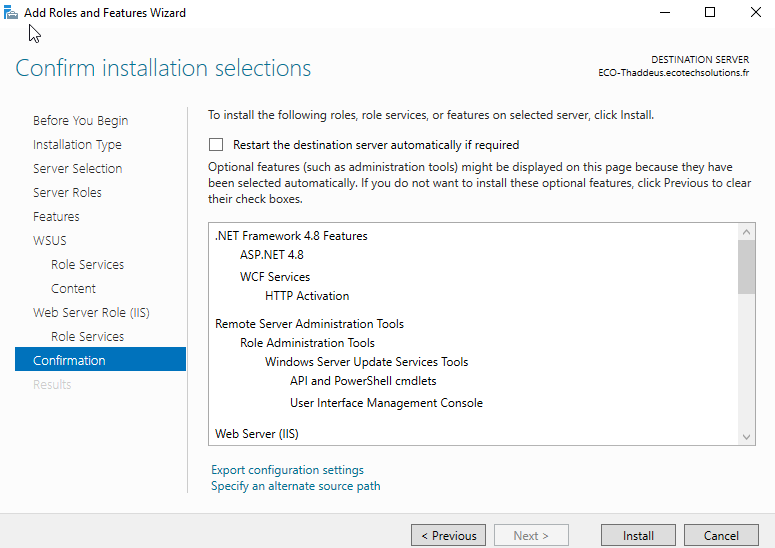 Add Roles and Features Wizard
Confirm installation selections
DESTINATION SERVER
ECO-Thaddeus.ecotechsolutions.fr
Before You Begin
Installation Type
Server Selection
Server Roles
Features
WSUS
Role Services
Content
Web Server Role (IIS)
Role Services
Confirmation
Results
To install the following roles, role services, or features on selected server, click Install.
Restart the destination server automatically if required
Optional features (such as administration tools) might be displayed on this page because they have
been selected automatically. If you do not want to install these optional features, click Previous to clear
their check boxes.
.NET Framework 4.8 Features
ASP.NET 4.8
WCF Services
HTTP Activation
Remote Server Administration Tools
Role Administration Tools
Windows Server Update Services Tools
API and PowerShell cmdlets
User Interface Management Console
Web Server (IIS)
Export configuration settings
Specify an alternate source path
< Previous
Next >
Install
Cancel